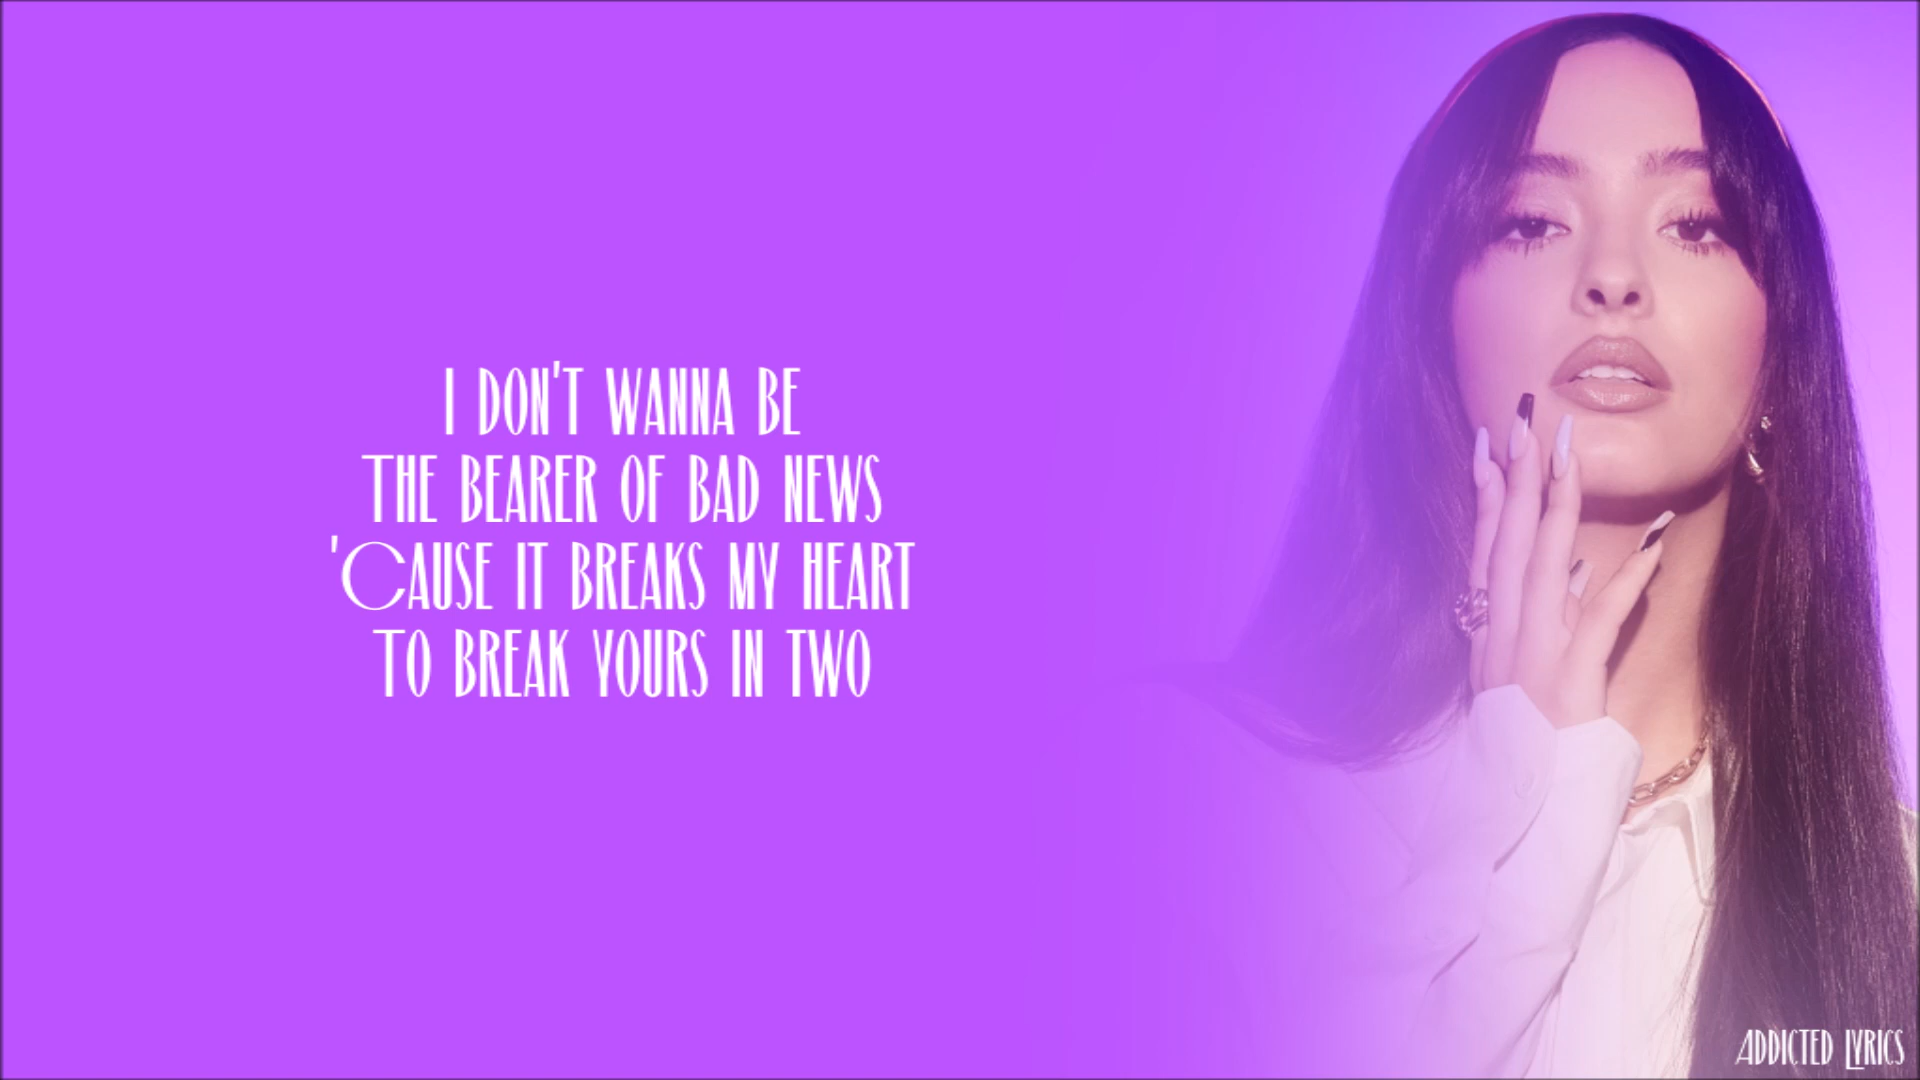 I DON'T WANNA BE
THE BEARER OF BAD NEWS
'CAUSE IT BREAKS MY HEART
TO BREAK YOURS IN TWO
ADDICTED LYRICS